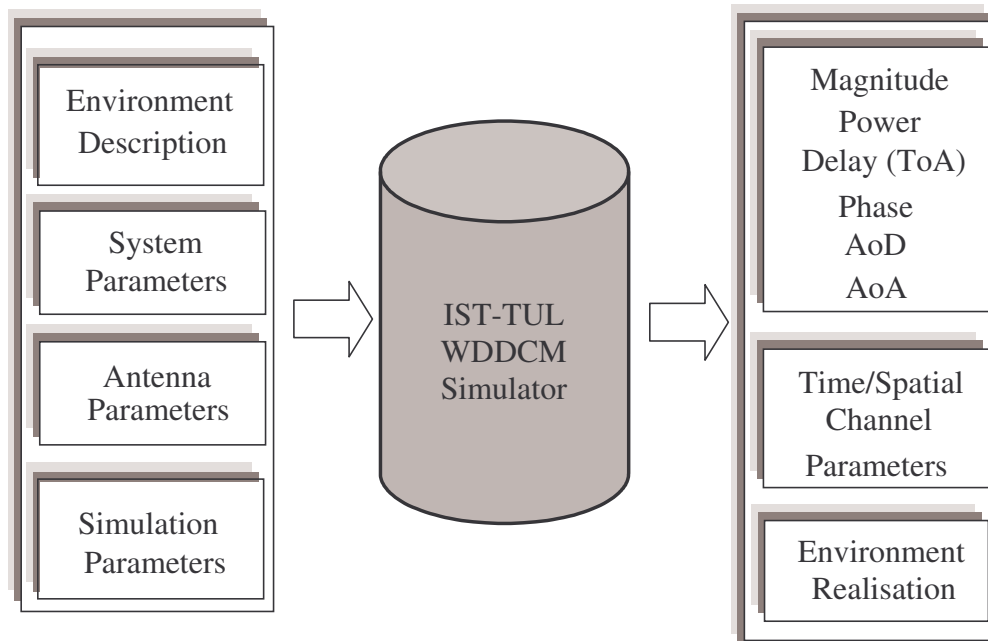 Environment
Description
System
Parameters
Antenna
Parameters
Simulation
Parameters
IST-TUL
WDDCM
Simulator
Magnitude
Power
Delay (ToA)
Phase
AoD
AoA
Time/Spatial
Channel
Parameters
Environment
Realisation